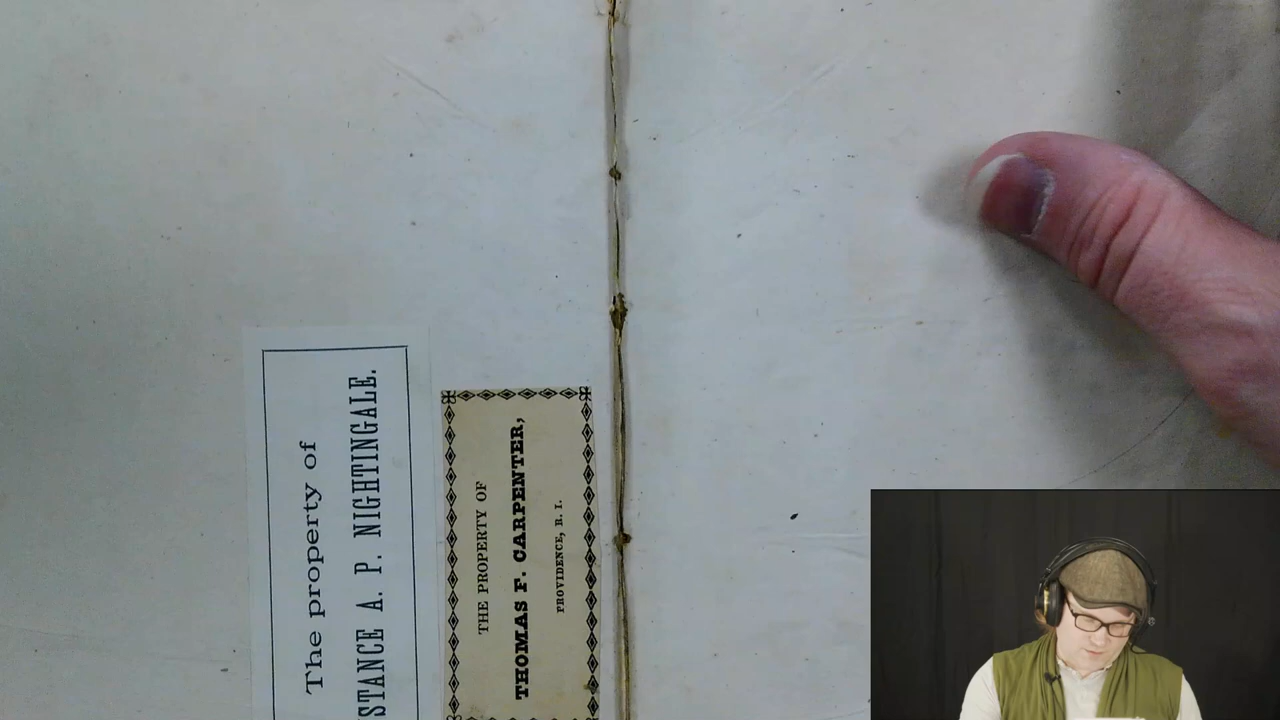 The property of
STANCE A. P. NIGHTINGALE.
THE PROPERTY OF
THOMAS F. CARPENTER,
PROVIDENCE, R. I.